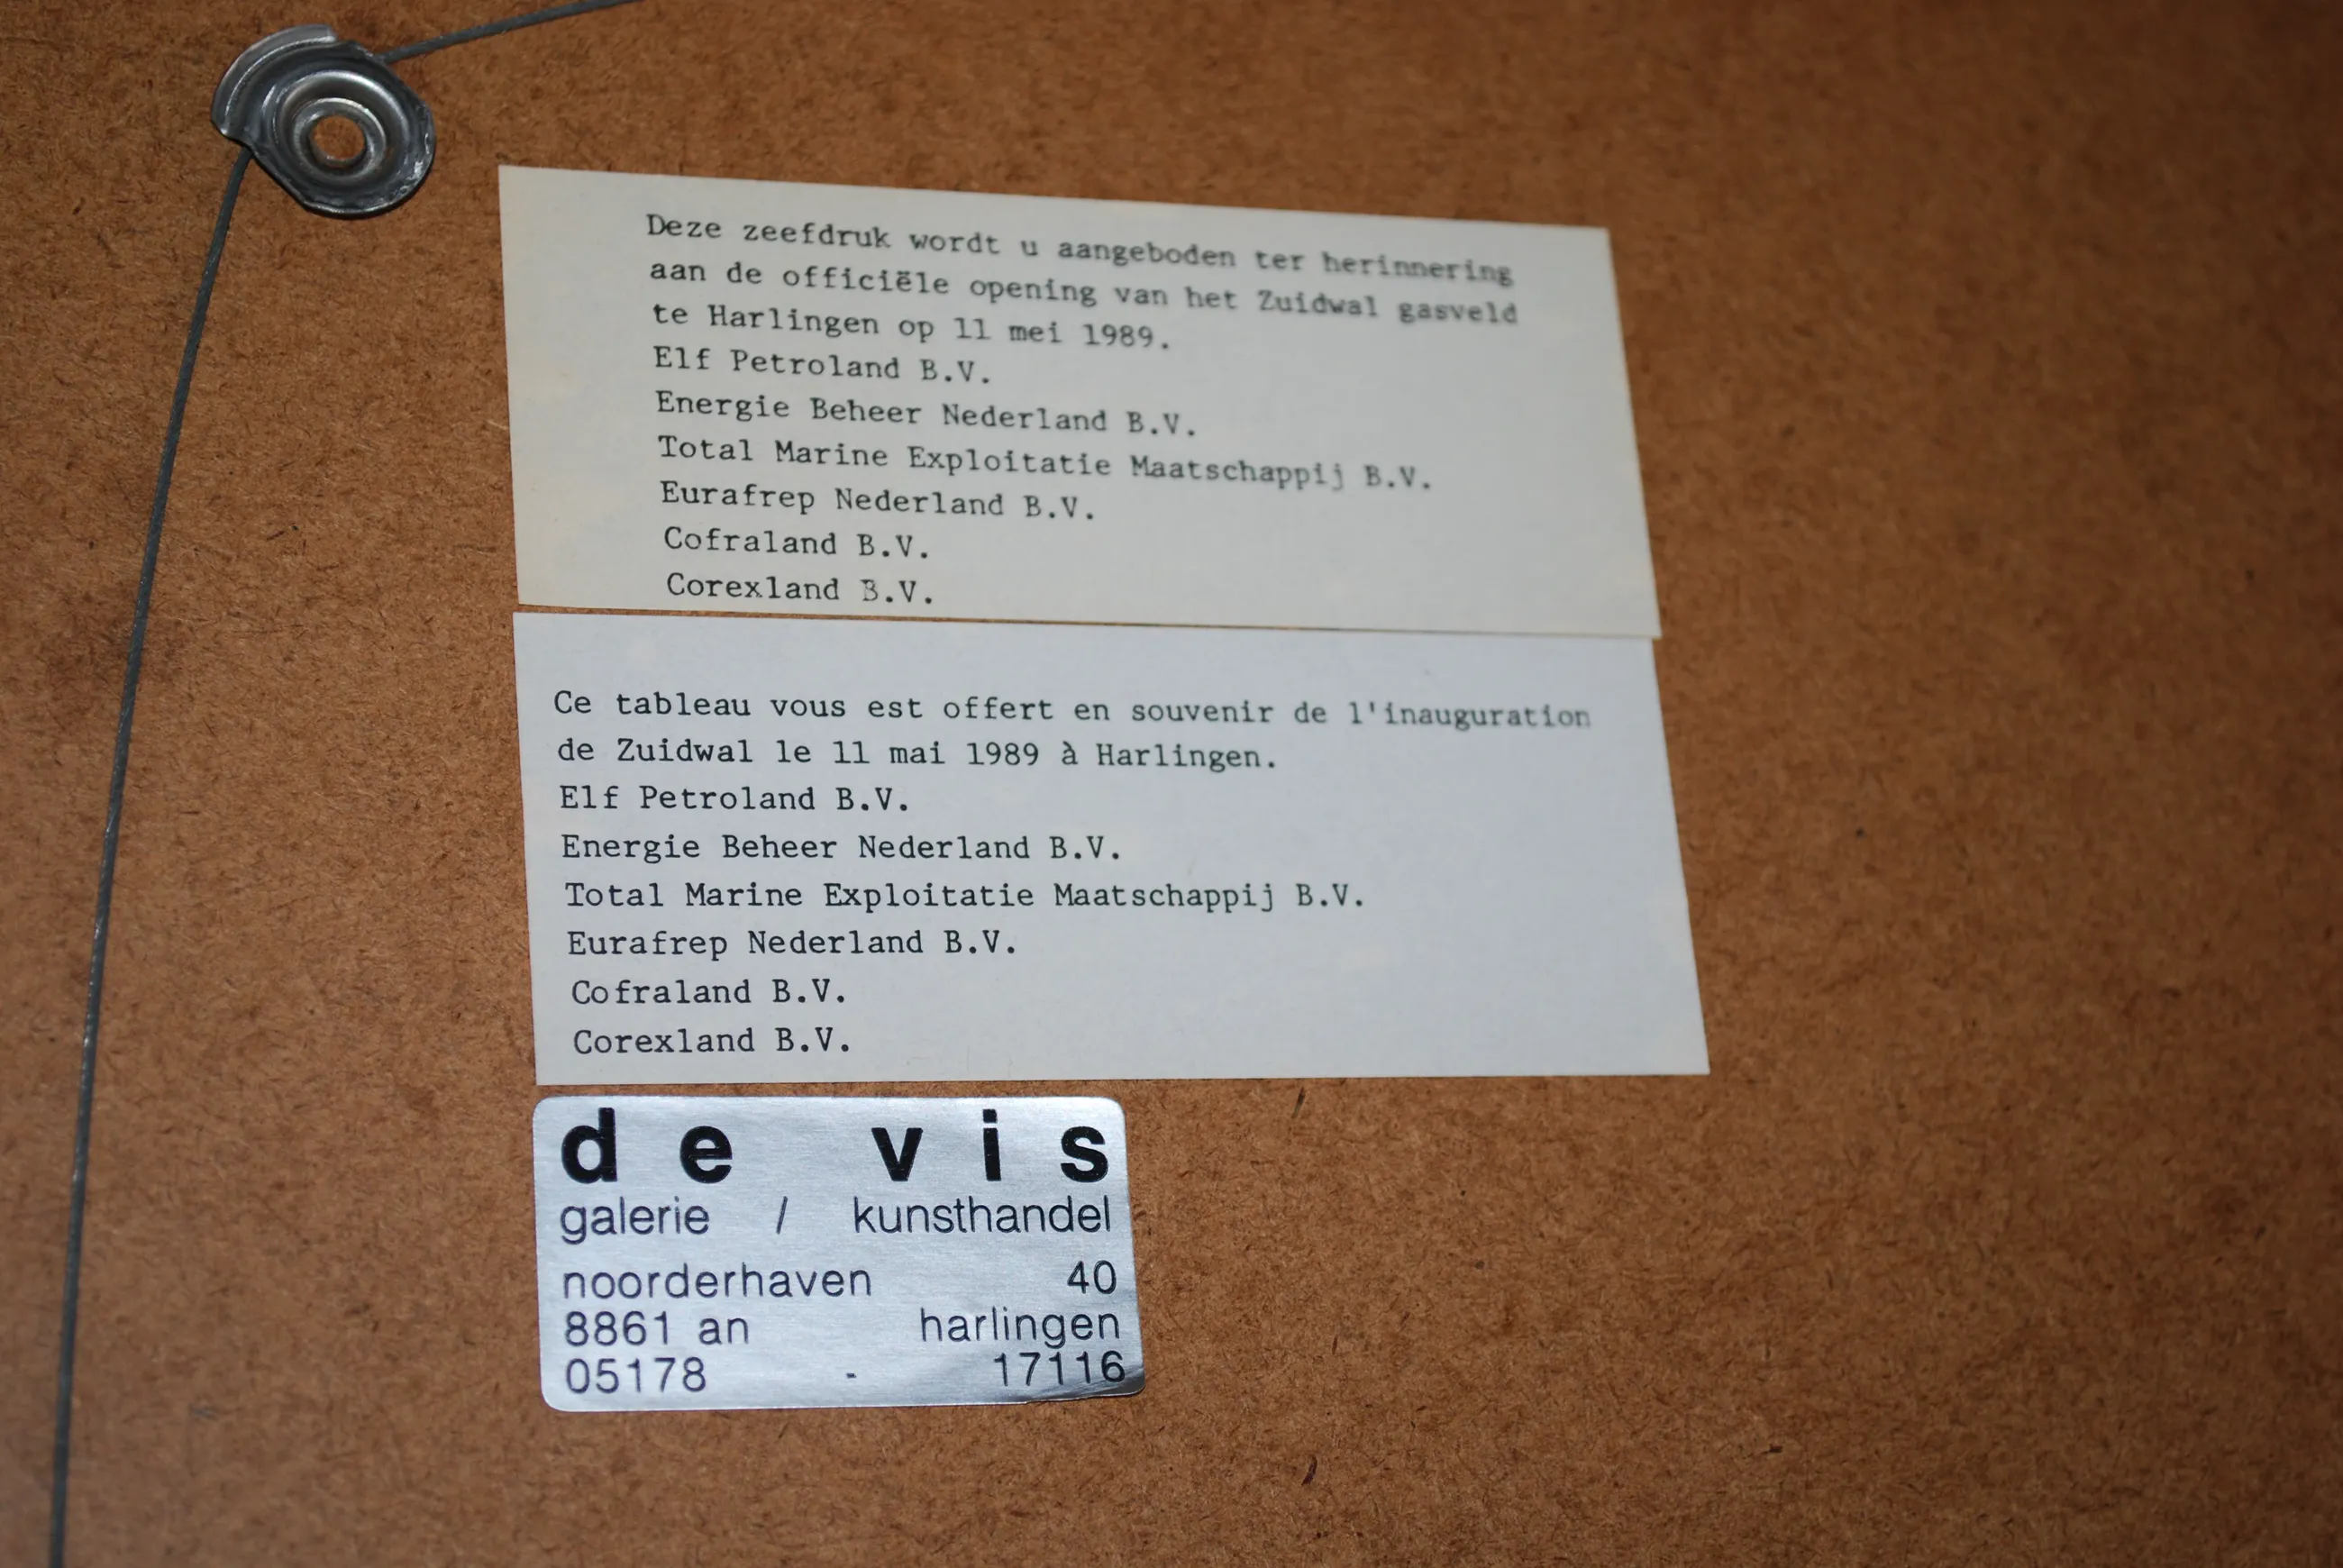 Deze zeefdruk wordt u aangeboden ter herinnering
aan de officiële opening van het Zuidwal gasveld
te Harlingen op 11 mei 1989.
Elf Petroland B.V.
Energie Beheer Nederland B.V.
Total Marine Exploitatie Maatschappij B.V.
Eurafrep Nederland B.V.
Cofraland B.V.
Corexland B.V.
Ce tableau vous est offert en souvenir de l'inauguration
de Zuidwal le 11 mai 1989 à Harlingen.
Elf Petroland B.V.
Energie Beheer Nederland B.V.
Total Marine Exploitatie Maatschappij B.V.
Eurafrep Nederland B.V.
Cofraland B.V.
Corexland B.V.
de vis
galerie / kunsthandel
noorderhaven 40
8861 an harlingen
05178 - 17116